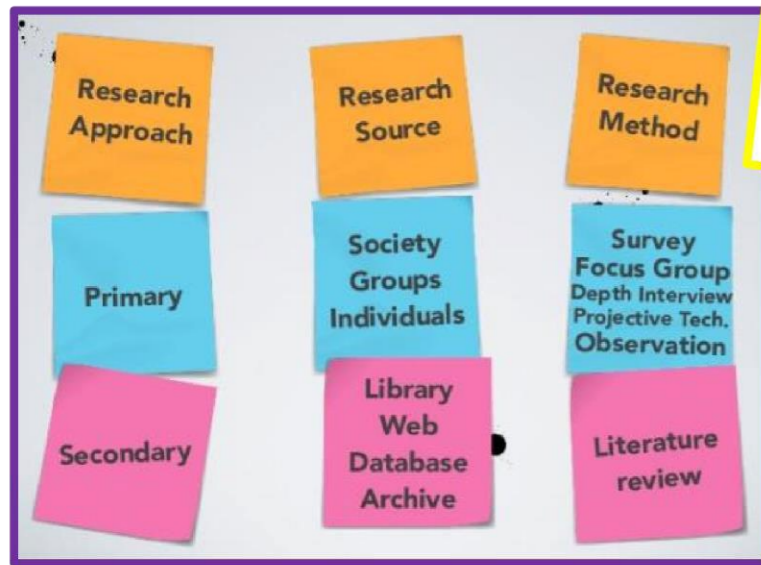 Research
Approach
Research
Source
Research
Method
Primary
Society
Groups
Individuals
Survey
Focus Group
Depth Interview
Projective Tech.
Observation
Secondary
Library
Web
Database
Archive
Literature
review